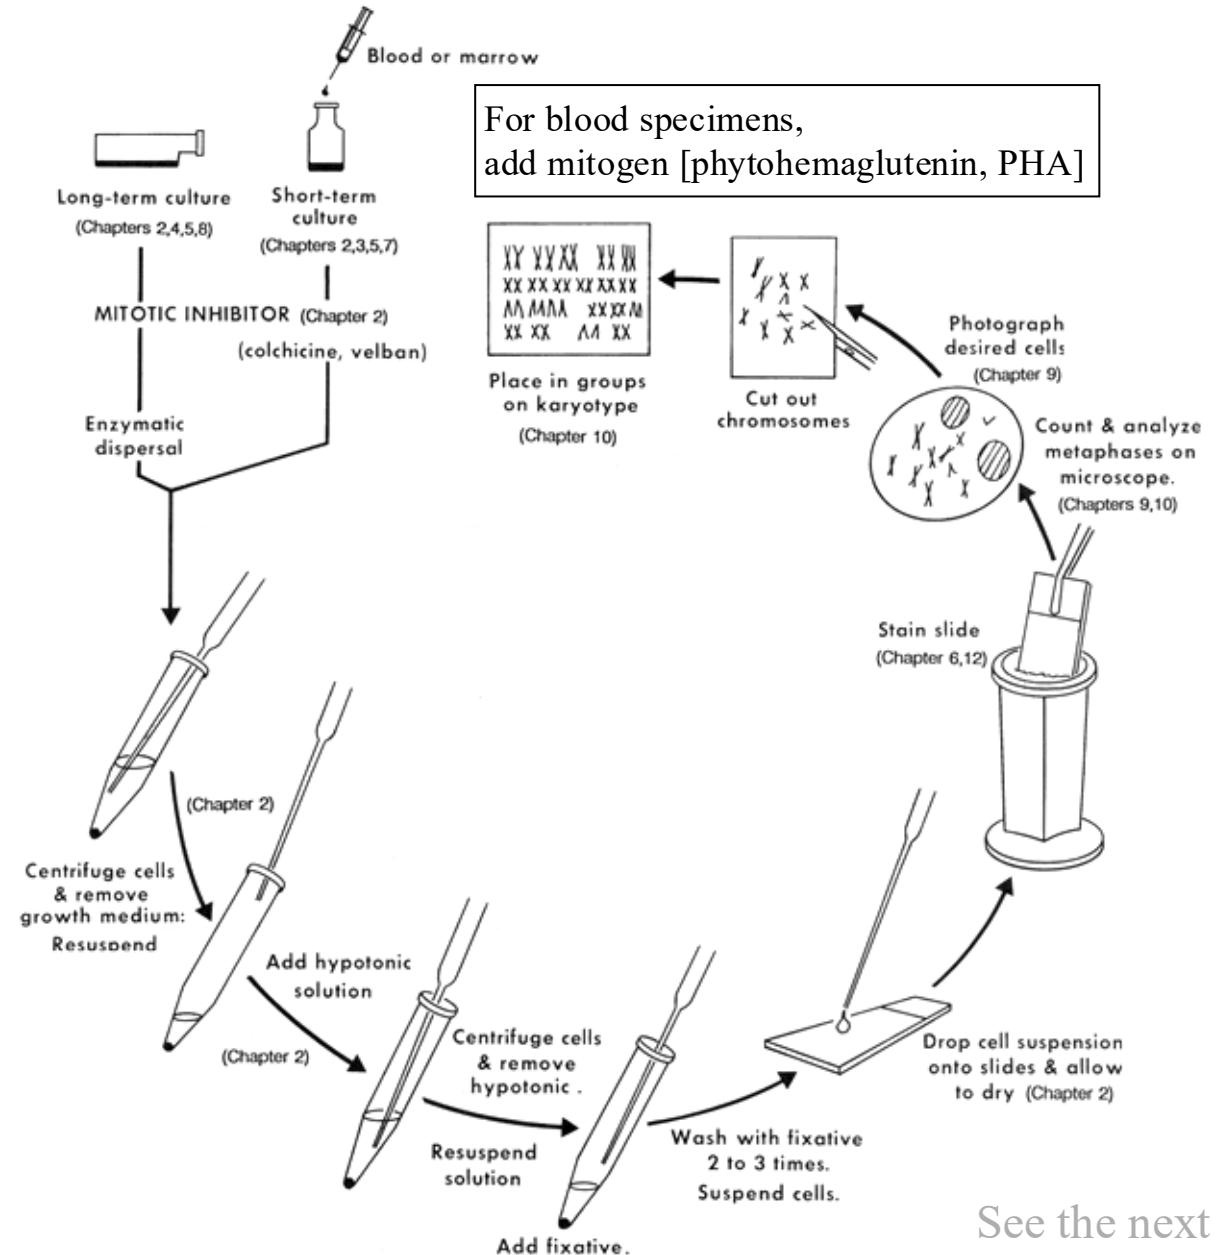 Blood or marrow
For blood specimens,
add mitogen [phytohemaglutenin, PHA]
Long-term culture
(Chapters 2,4,5,8)
Short-term
culture
(Chapters 2,3,5,7)
MITOTIC INHIBITOR (Chapter 2)
(colchicine, velban)
Enzymatic
dispersal
(Chapter 2)
Centrifuge cells
& remove
growth medium:
Resuspend
Add hypotonic
solution
(Chapter 2)
Centrifuge cells
& remove
hypotonic .
Resuspend
solution
Add fixative.
Wash with fixative
2 to 3 times.
Suspend cells.
Drop cell suspension
onto slides & allow
to dry (Chapter 2)
Stain slide
(Chapter 6,12)
Count & analyze
metaphases on
microscope.
(Chapters 9,10)
Photograph
desired cells
(Chapter 9)
Cut out
chromosomes
Place in groups
on karyotype
(Chapter 10)
See the next